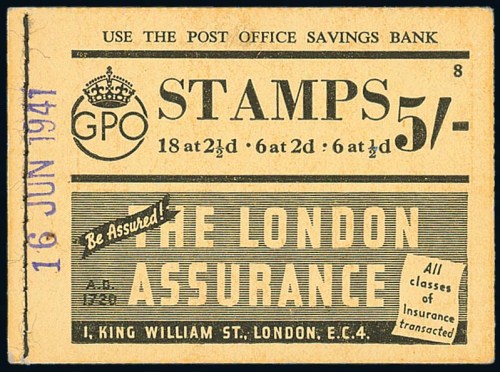 USE THE POST OFFICE SAVINGS BANK
8
GPO
STAMPS 5/-
18 at 2½d · 6 at 2d · 6 at ½d
16 JUN 1941
Be Assured!
THE LONDON
ASSURANCE
A.D.
1720
All
classes
of
Insurance
transacted
1, KING WILLIAM ST., LONDON, E.C.4.